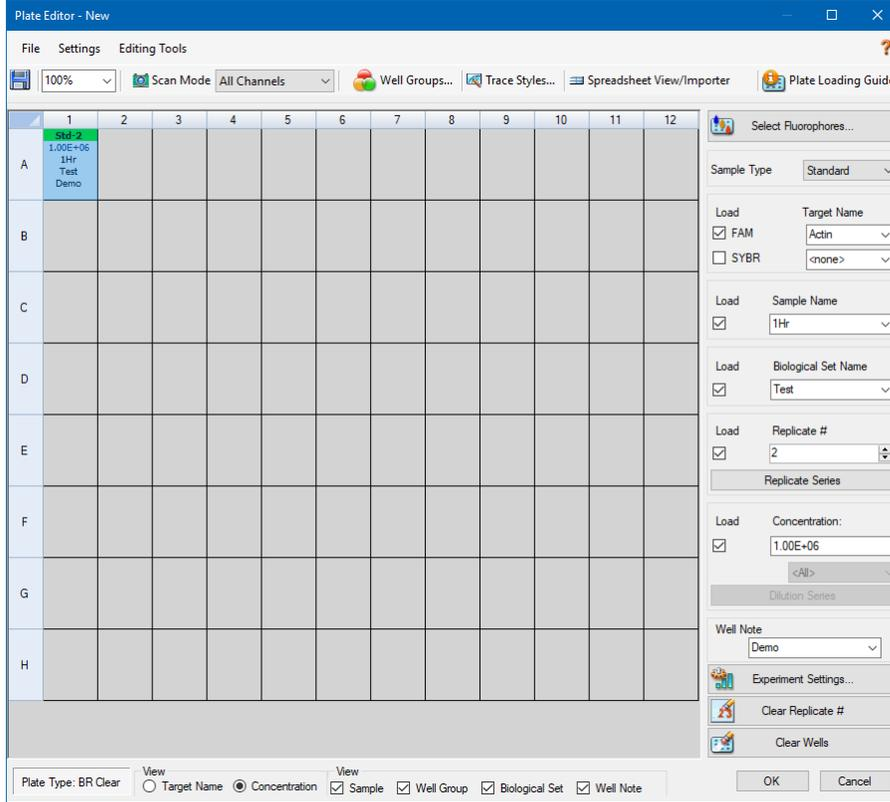 Plate Editor - New
File Settings Editing Tools ?
100% Scan Mode All Channels Well Groups... Trace Styles... Spreadsheet View/Importer Plate Loading Guide
1 2 3 4 5 6 7 8 9 10 11 12
A
Std-2
1.00E+06
1Hr
Test
Demo
B
C
D
E
F
G
H
Select Fluorophores...
Sample Type Standard
Load Target Name
FAM Actin
SYBR <none>
Load Sample Name
1Hr
Load Biological Set Name
Test
Load Replicate #
2
Replicate Series
Load Concentration:
1.00E+06
<All>
Dilution Series
Well Note
Demo
Experiment Settings...
Clear Replicate #
Clear Wells
Plate Type: BR Clear
View
Target Name Concentration
View
Sample Well Group Biological Set Well Note
OK Cancel